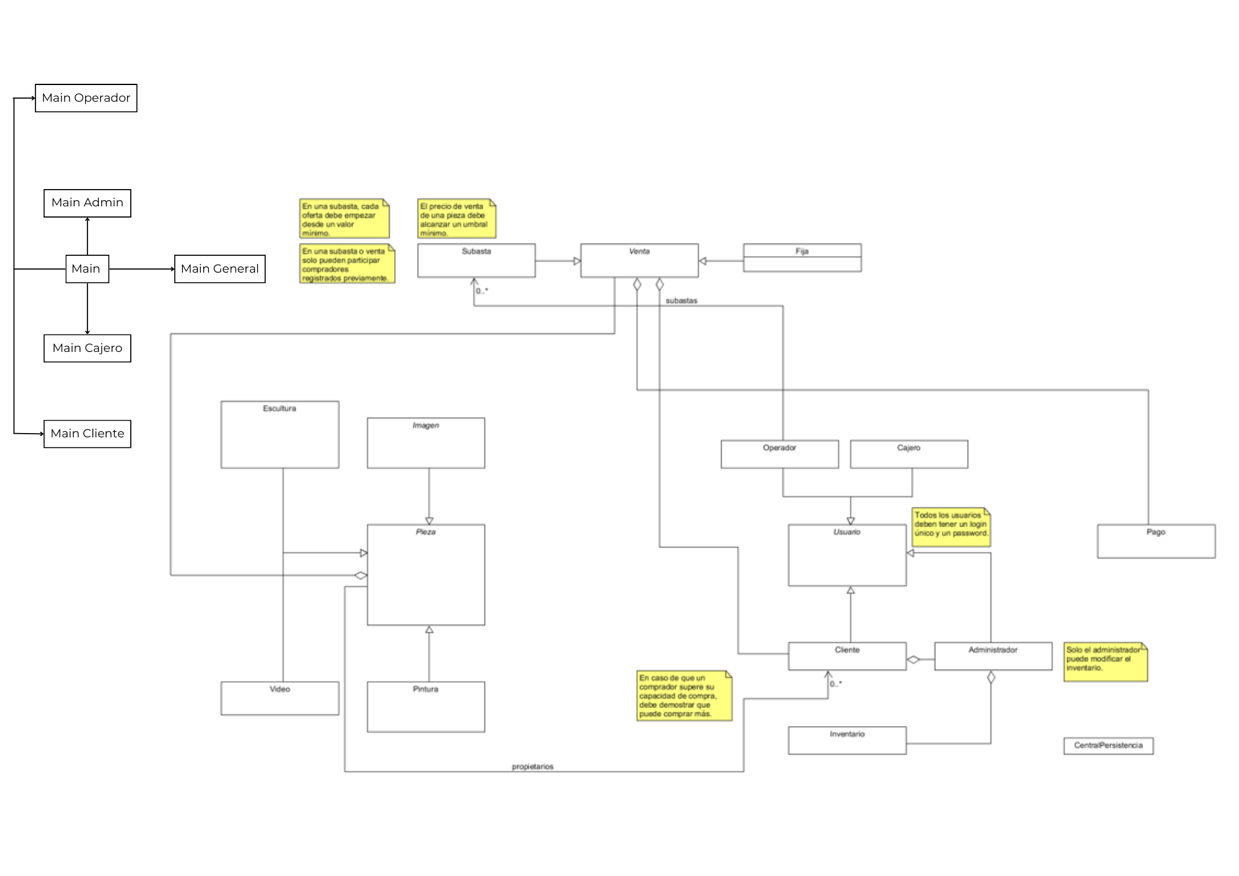 Main Operador
Main Admin
Main
Main General
Main Cajero
Main Cliente
En una subasta, cada
oferta debe empezar
desde un valor
mínimo.
El precio de venta
de una pieza debe
alcanzar un umbral
mínimo.
En una subasta o venta
solo pueden participar
compradores
registrados previamente.
Subasta
Venta
Fija
0..*
subastas
Escultura
Imagen
Operador
Cajero
Todos los usuarios
deben tener un login
único y un password.
Pieza
Usuario
Pago
Cliente
Administrador
Solo el administrador
puede modificar el
inventario.
En caso de que un
comprador supere su
capacidad de compra,
debe demostrar que
puede comprar más.
0..*
Video
Pintura
Inventario
CentralPersistencia
propietarios